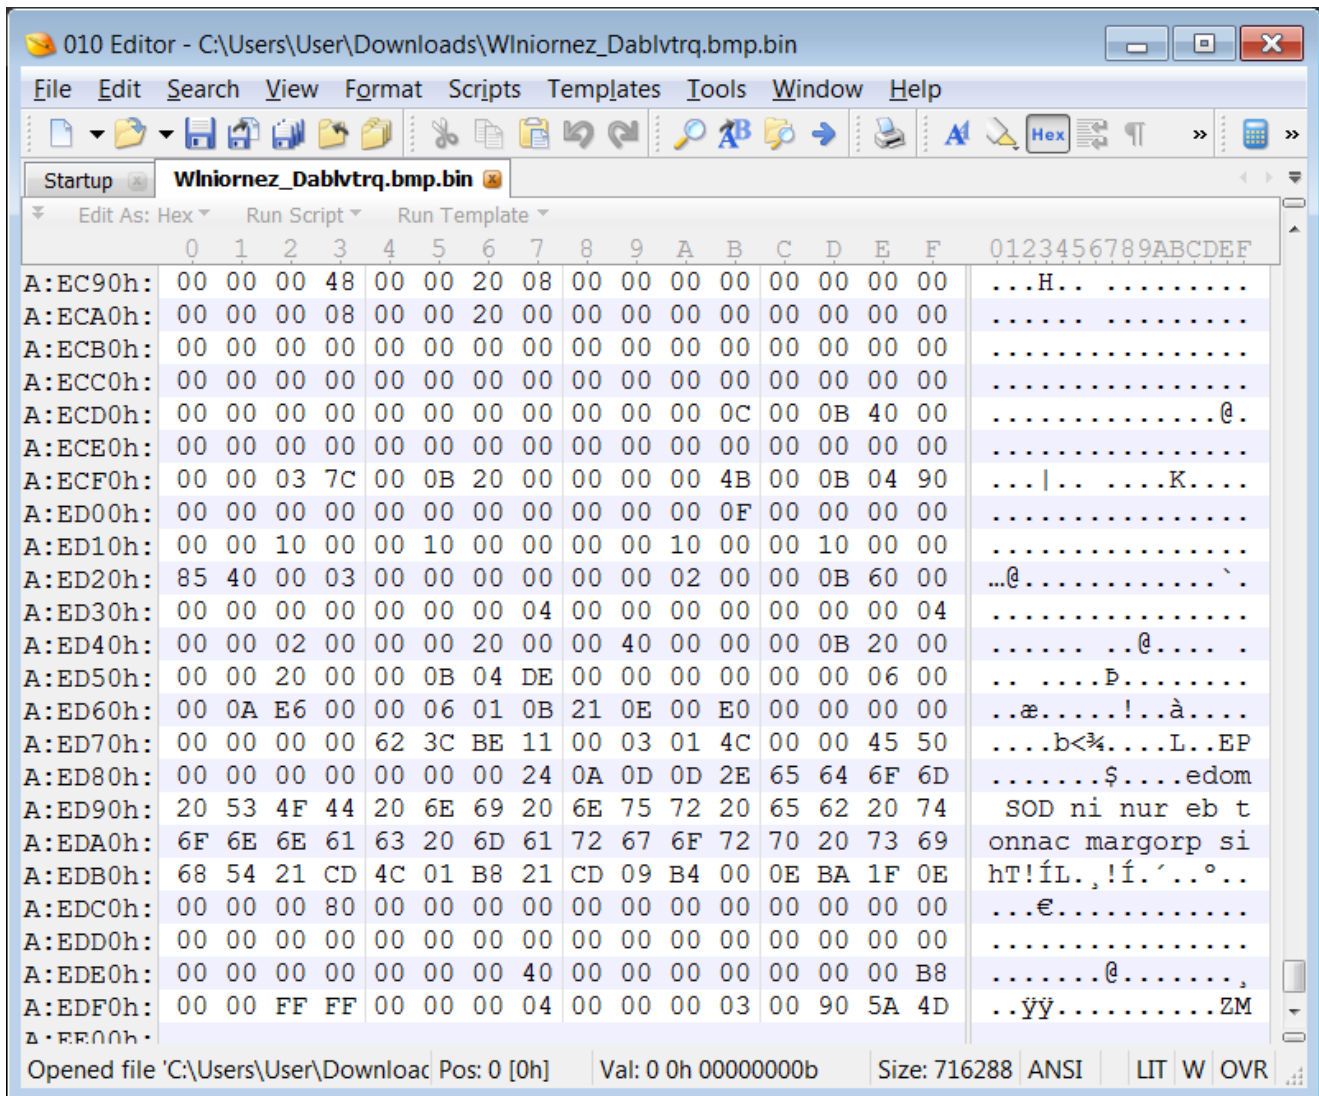 010 Editor - C:\Users\User\Downloads\Wlniornez_Dablvtrq.bmp.bin
File Edit Search View Format Scripts Templates Tools Window Help
Hex
Startup Wlniornez_Dablvtrq.bmp.bin
Edit As: Hex Run Script Run Template
0 1 2 3 4 5 6 7 8 9 A B C D E F 0123456789ABCDEF
A:EC90h: 00 00 00 48 00 00 20 08 00 00 00 00 00 00 00 00 ...H.. .........
A:ECA0h: 00 00 00 08 00 00 20 00 00 00 00 00 00 00 00 00 ...... .........
A:ECB0h: 00 00 00 00 00 00 00 00 00 00 00 00 00 00 00 00 ................
A:ECC0h: 00 00 00 00 00 00 00 00 00 00 00 00 00 00 00 00 ................
A:ECD0h: 00 00 00 00 00 00 00 00 00 00 00 0C 00 0B 40 00 ..............@.
A:ECE0h: 00 00 00 00 00 00 00 00 00 00 00 00 00 00 00 00 ................
A:ECF0h: 00 00 03 7C 00 0B 20 00 00 00 00 4B 00 0B 04 90 ...|.. ....K....
A:ED00h: 00 00 00 00 00 00 00 00 00 00 00 0F 00 00 00 00 ................
A:ED10h: 00 00 10 00 00 10 00 00 00 00 10 00 00 10 00 00 ................
A:ED20h: 85 40 00 03 00 00 00 00 00 00 02 00 00 0B 60 00 …@............`.
A:ED30h: 00 00 00 00 00 00 00 04 00 00 00 00 00 00 00 04 ................
A:ED40h: 00 00 02 00 00 00 20 00 00 40 00 00 00 0B 20 00 ...... ..@.... .
A:ED50h: 00 00 20 00 00 0B 04 DE 00 00 00 00 00 00 06 00 .. ....Þ........
A:ED60h: 00 0A E6 00 00 06 01 0B 21 0E 00 E0 00 00 00 00 ..æ.....!..à....
A:ED70h: 00 00 00 00 62 3C BE 11 00 03 01 4C 00 00 45 50 ....b<¾....L..EP
A:ED80h: 00 00 00 00 00 00 00 24 0A 0D 0D 2E 65 64 6F 6D .......$....edom
A:ED90h: 20 53 4F 44 20 6E 69 20 6E 75 72 20 65 62 20 74 SOD ni nur eb t
A:EDA0h: 6F 6E 6E 61 63 20 6D 61 72 67 6F 72 70 20 73 69 onnac margorp si
A:EDB0h: 68 54 21 CD 4C 01 B8 21 CD 09 B4 00 0E BA 1F 0E hT!ÍL.¸!Í.´..º..
A:EDC0h: 00 00 00 80 00 00 00 00 00 00 00 00 00 00 00 00 ...€............
A:EDD0h: 00 00 00 00 00 00 00 00 00 00 00 00 00 00 00 00 ................
A:EDE0h: 00 00 00 00 00 00 00 40 00 00 00 00 00 00 00 B8 .......@.......¸
A:EDF0h: 00 00 FF FF 00 00 00 04 00 00 00 03 00 90 5A 4D ..ÿÿ..........ZM
A:EE00h:
Opened file 'C:\Users\User\Downloac Pos: 0 [0h] Val: 0 0h 00000000b Size: 716288 ANSI LIT W OVR